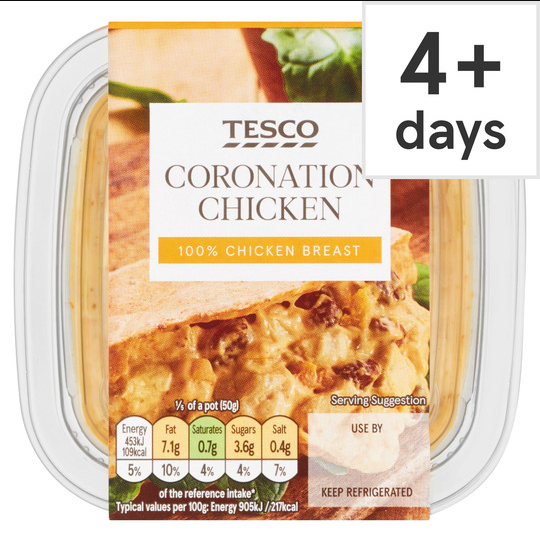 4+
days
TESCO
CORONATION
CHICKEN
100% CHICKEN BREAST
Serving Suggestion
⅕ of a pot (50g)
Energy
453kJ
109kcal
5%
Fat
7.1g
10%
Saturates
0.7g
4%
Sugars
3.6g
4%
Salt
0.4g
7%
of the reference intake*
Typical values per 100g: Energy 905kJ / 217kcal
USE BY
KEEP REFRIGERATED